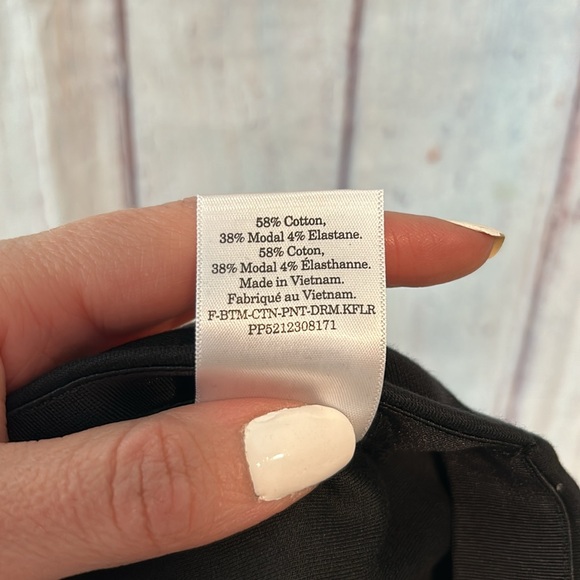 58% Cotton,
38% Modal 4% Elastane.
58% Coton,
38% Modal 4% Élasthanne.
Made in Vietnam.
Fabriqué au Vietnam.
F-BTM-CTN-PNT-DRM.KFLR
PP5212308171